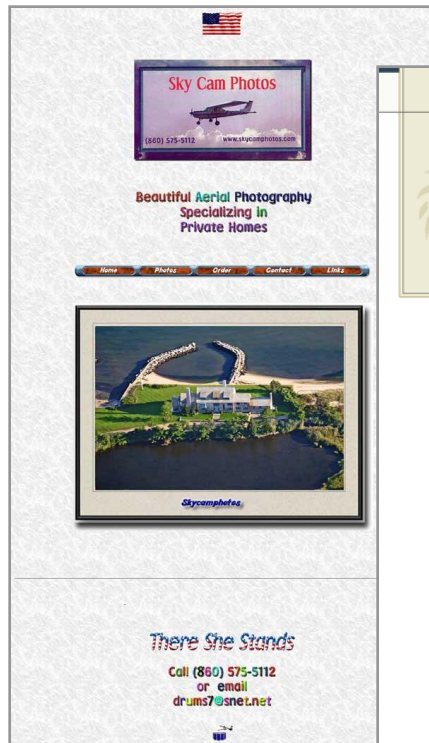 Sky Cam Photos
(860) 575-5112 www.skycamphotos.com
Beautiful Aerial Photography
Specializing in
Private Homes
Home Photos Order Contact Links
Skycamphotos
There She Stands
Call (860) 575-5112
or email
drums7@snet.net